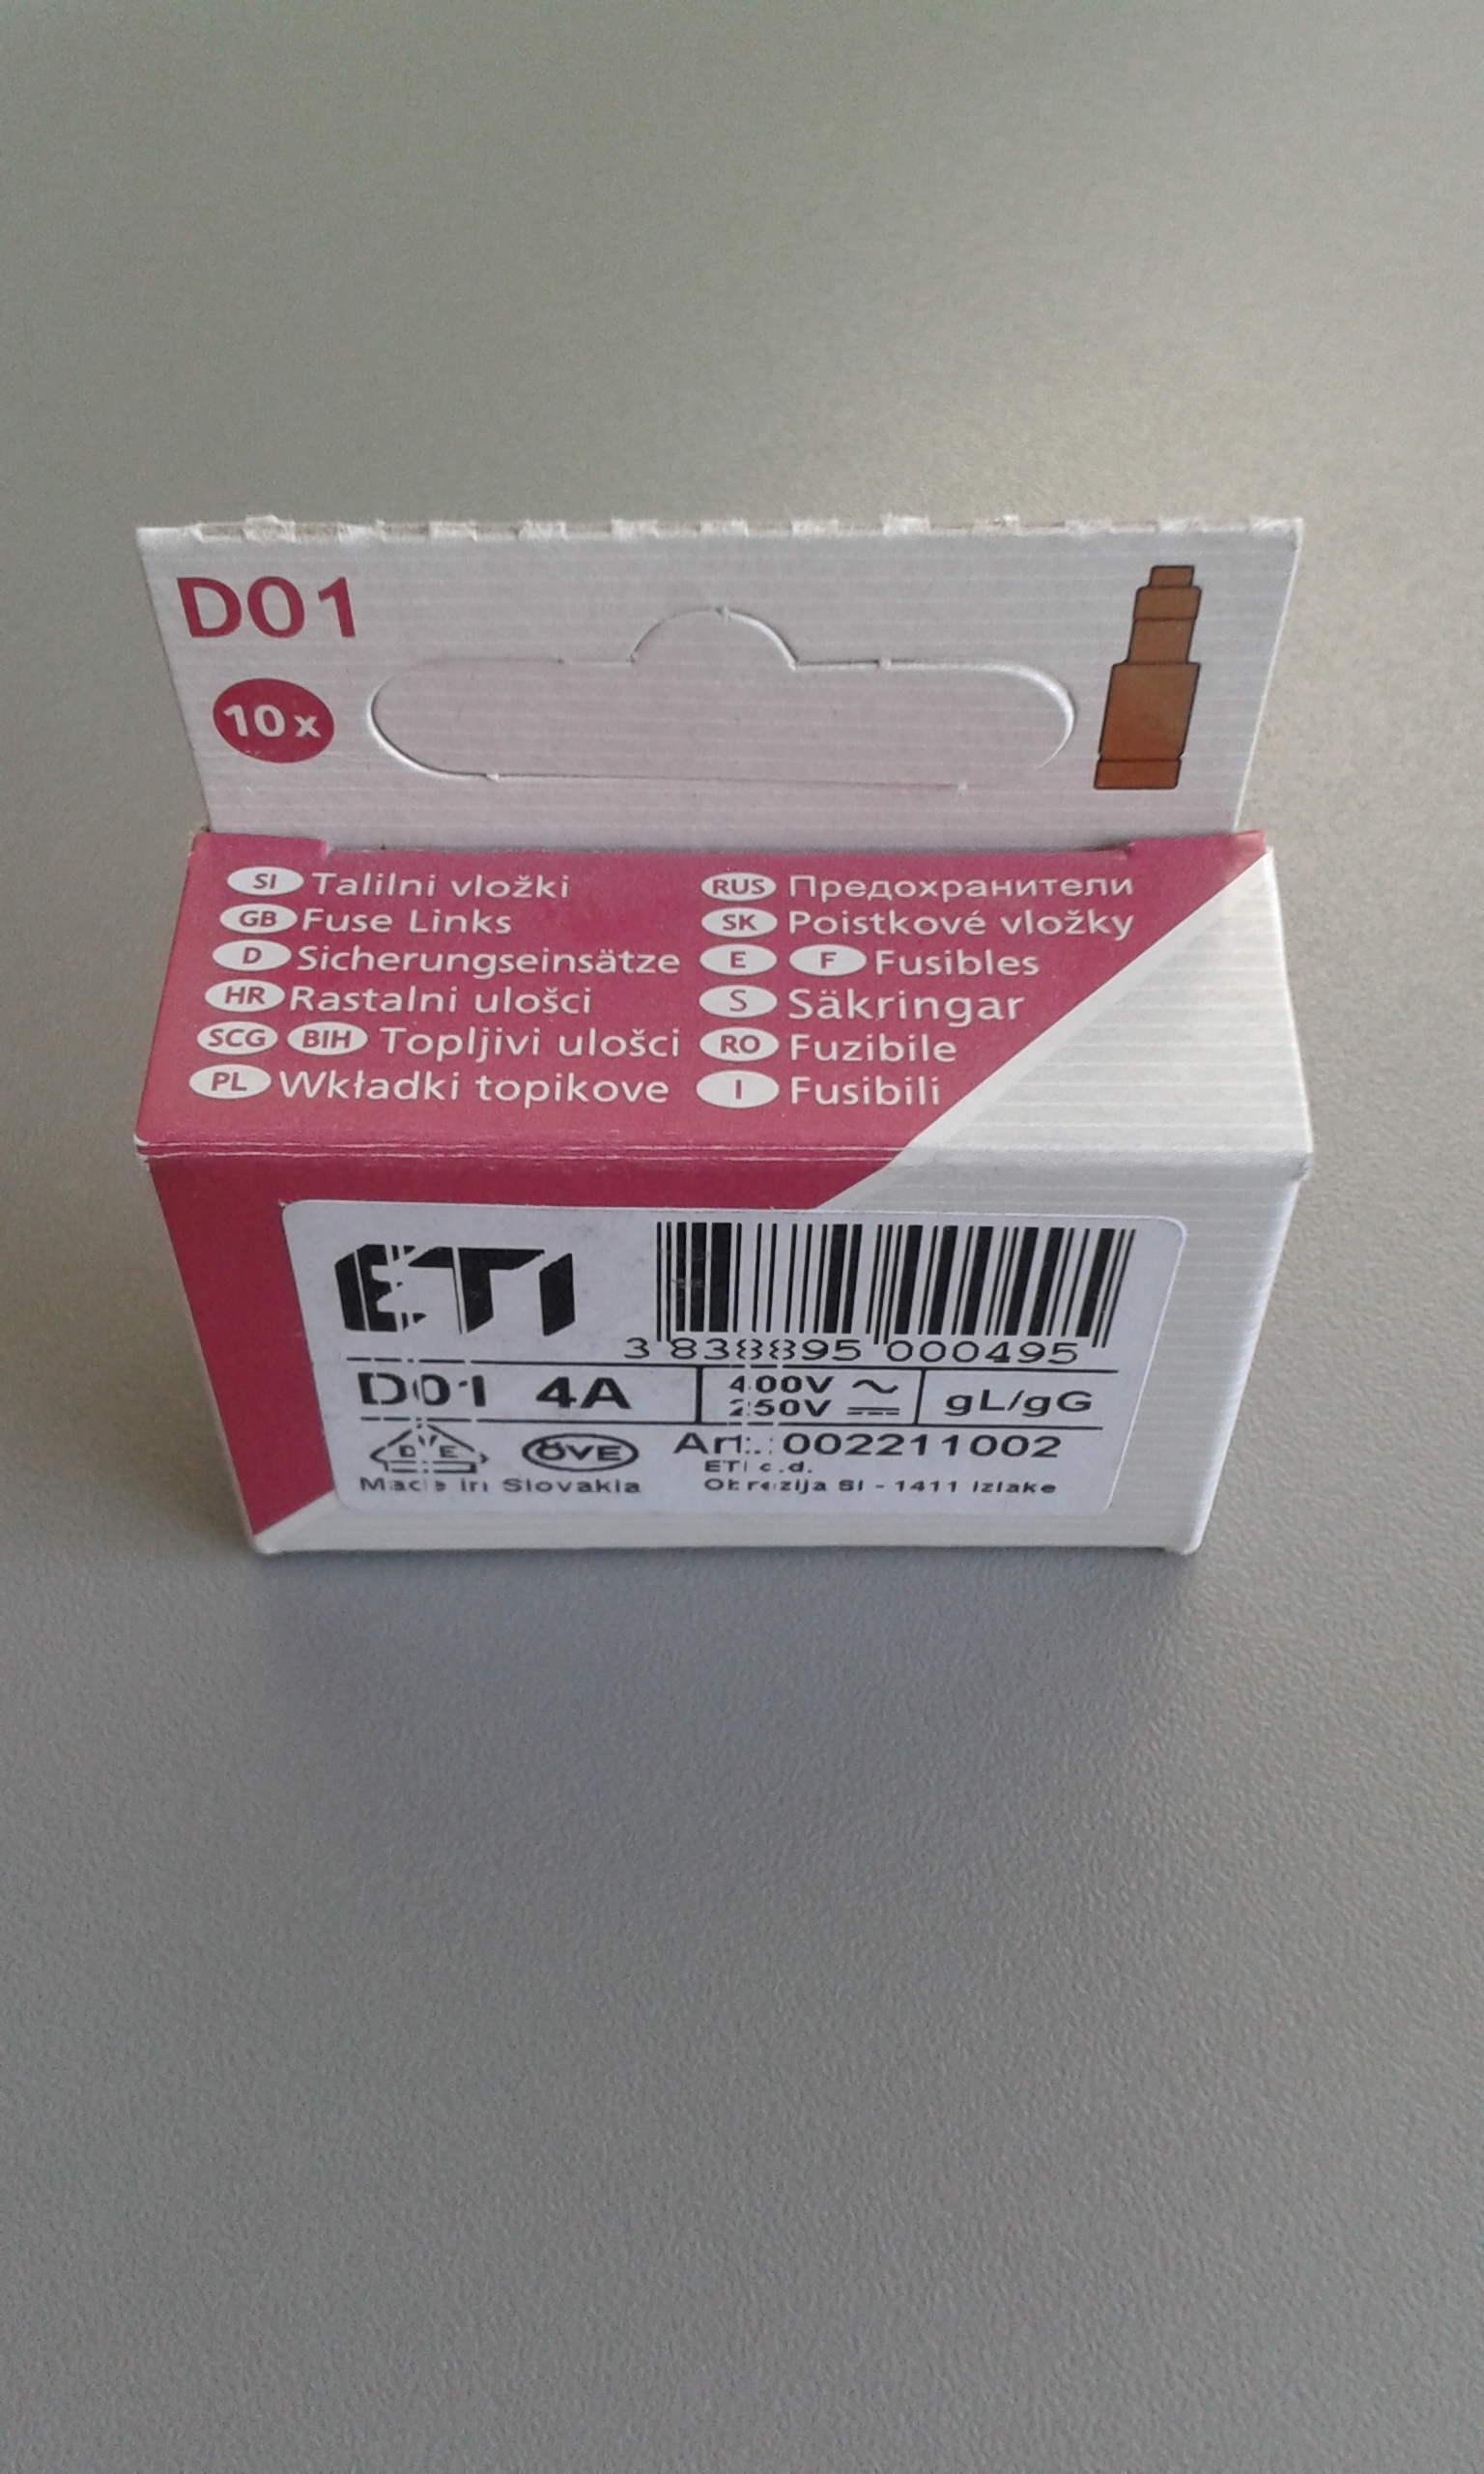 D01
10x
SI Talilni vložki
GB Fuse Links
D Sicherungseinsätze
HR Rastalni ulošci
SCG BIH Topljivi ulošci
PL Wkładki topikove
RUS Предохранители
SK Poistkové vložky
E F Fusibles
S Säkringar
RO Fuzibile
I Fusibili
ETI
3 838895 000495
D01 4A
400V ~
250V
gL/gG
DVE
ÖVE
Art.: 002211002
Made in Slovakia
ETI d.d.
Obrezija SI - 1411 Izlake